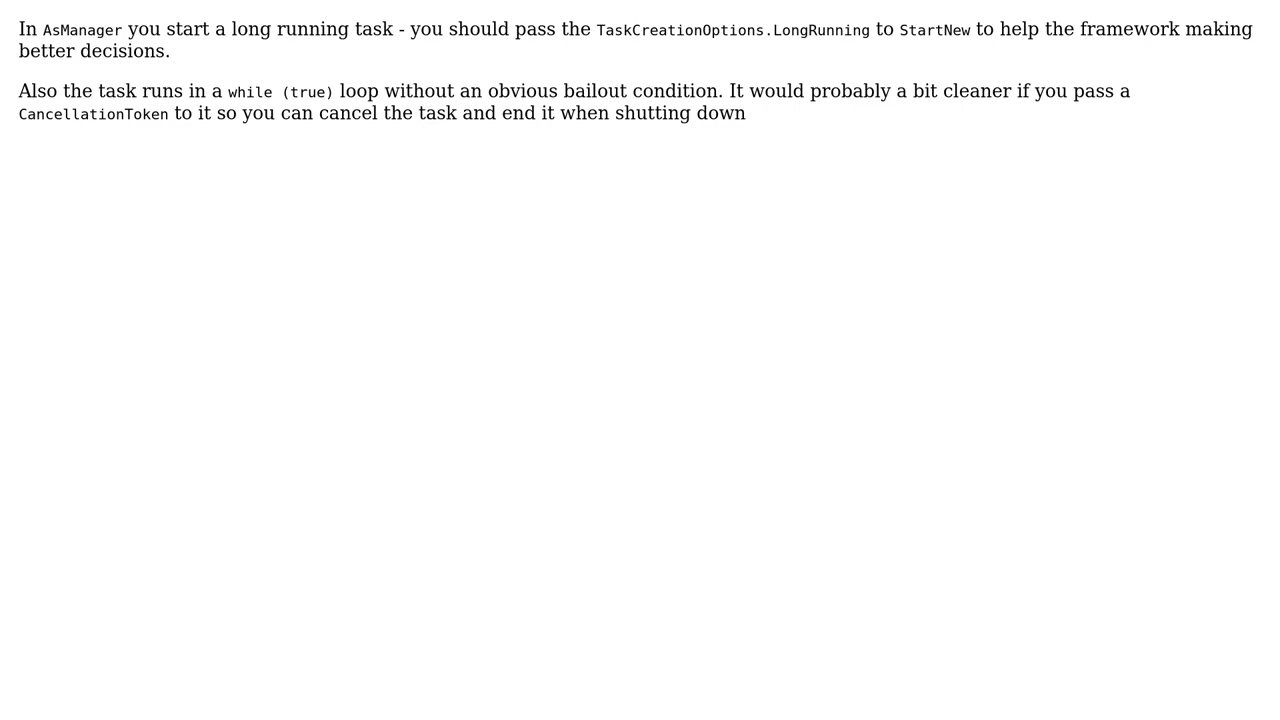 In AsManager you start a long running task - you should pass the TaskCreationOptions.LongRunning to StartNew to help the framework making
better decisions.
Also the task runs in a while (true) loop without an obvious bailout condition. It would probably a bit cleaner if you pass a
CancellationToken to it so you can cancel the task and end it when shutting down